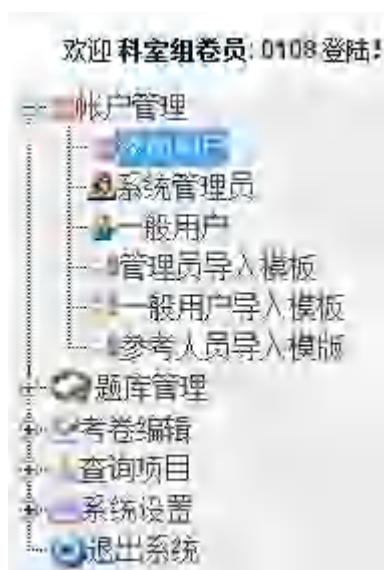 欢迎 科室组卷员: 0108 登陆!
帐户管理
系统管理员
一般用户
管理员导入模板
一般用户导入模板
参考人员导入模版
题库管理
考卷编辑
查询项目
系统设置
退出系统